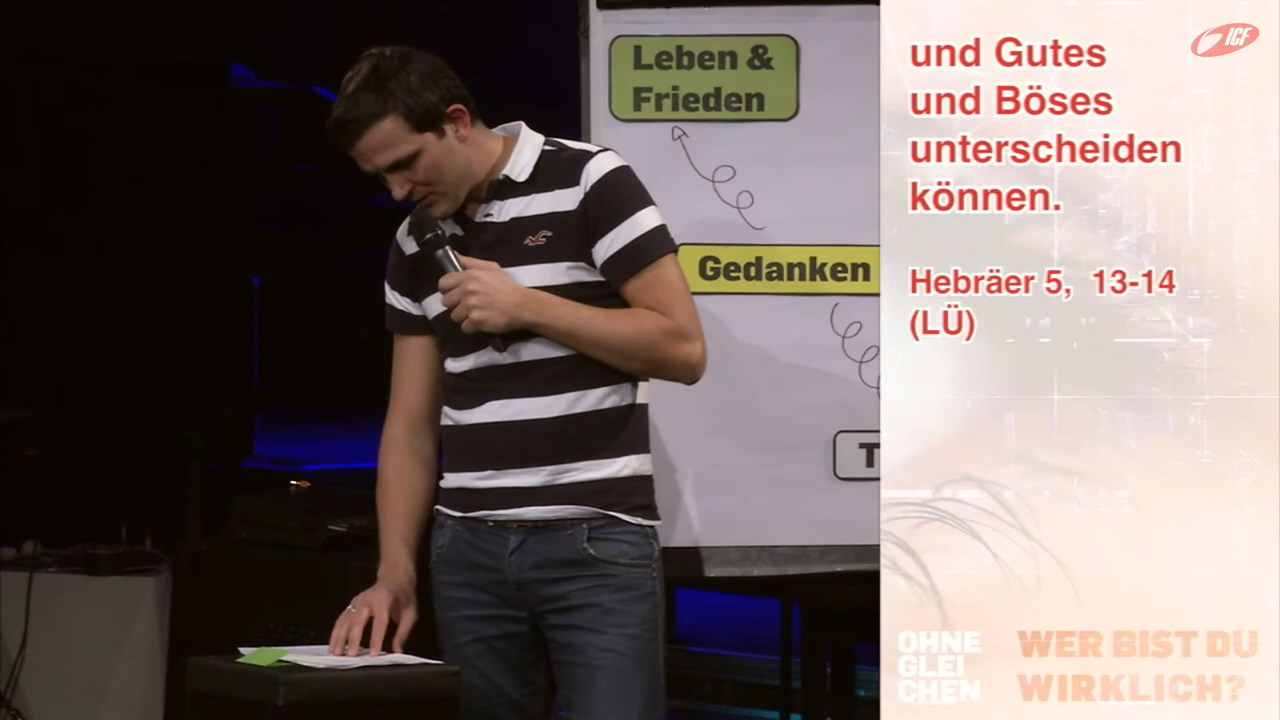 Leben &
Frieden
Gedanken
T
ICF
und Gutes
und Böses
unterscheiden
können.
Hebräer 5, 13-14
(LÜ)
OHNE
GLEI
CHEN
WER BIST DU
WIRKLICH?